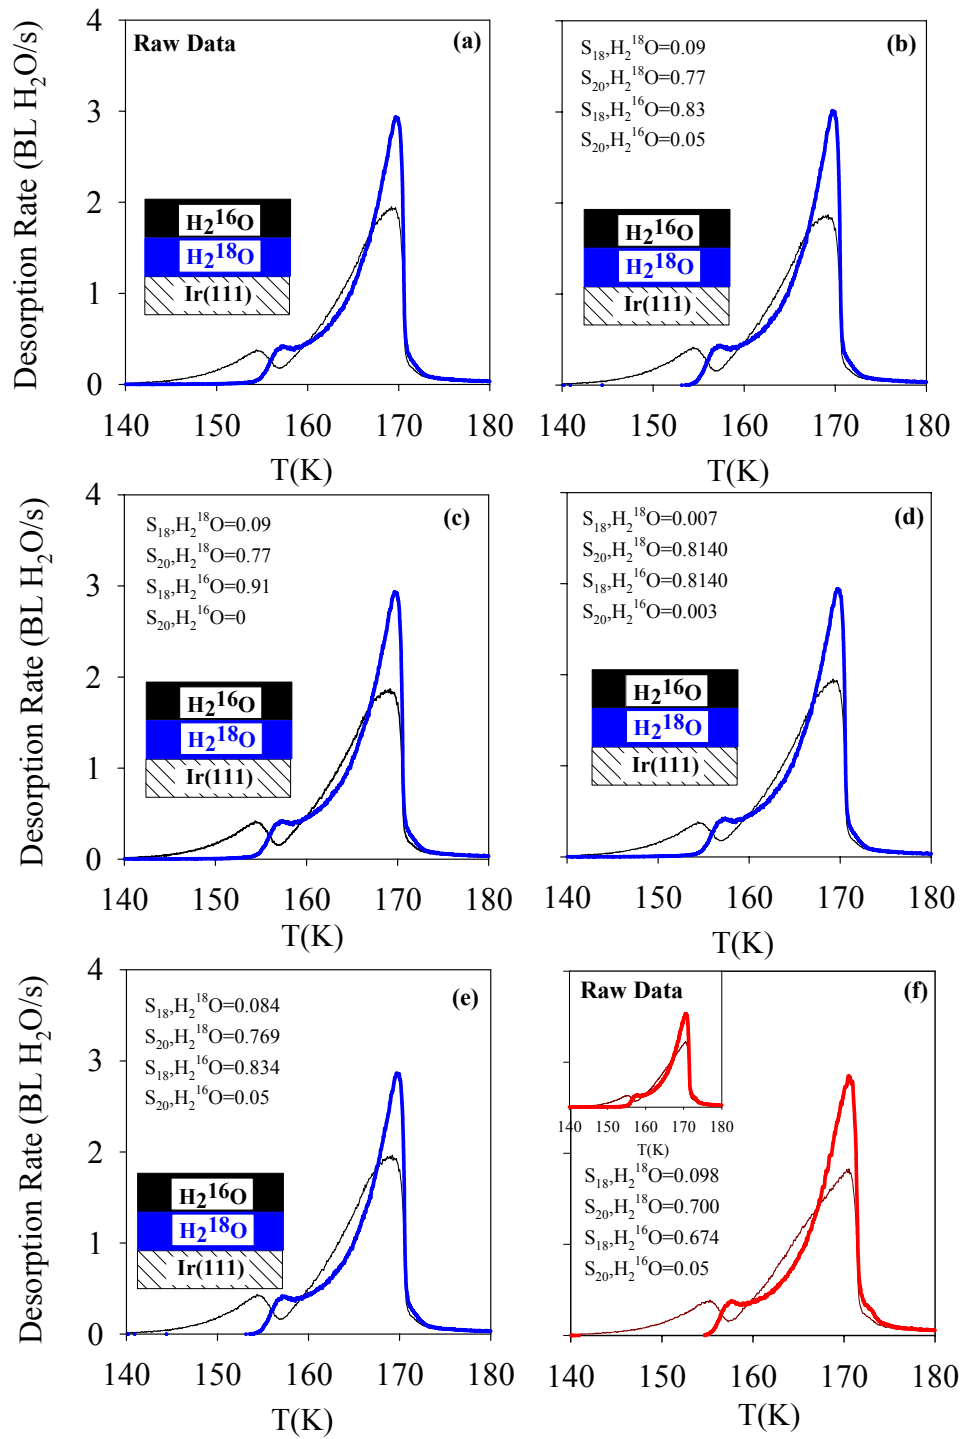 Desorption Rate (BL H₂O/s)
4
3
2
1
0
Raw Data
(a)
H₂¹⁶O
H₂¹⁸O
Ir(111)
140 150 160 170 180
T(K)
S₁₈,H₂¹⁸O=0.09
(b)
S₂₀,H₂¹⁸O=0.77
S₁₈,H₂¹⁶O=0.83
S₂₀,H₂¹⁶O=0.05
H₂¹⁶O
H₂¹⁸O
Ir(111)
140 150 160 170 180
T(K)
Desorption Rate (BL H₂O/s)
4
3
2
1
0
S₁₈,H₂¹⁸O=0.09
(c)
S₂₀,H₂¹⁸O=0.77
S₁₈,H₂¹⁶O=0.91
S₂₀,H₂¹⁶O=0
H₂¹⁶O
H₂¹⁸O
Ir(111)
140 150 160 170 180
T(K)
S₁₈,H₂¹⁸O=0.007
(d)
S₂₀,H₂¹⁸O=0.8140
S₁₈,H₂¹⁶O=0.8140
S₂₀,H₂¹⁶O=0.003
H₂¹⁶O
H₂¹⁸O
Ir(111)
140 150 160 170 180
T(K)
Desorption Rate (BL H₂O/s)
4
3
2
1
0
S₁₈,H₂¹⁸O=0.084
(e)
S₂₀,H₂¹⁸O=0.769
S₁₈,H₂¹⁶O=0.834
S₂₀,H₂¹⁶O=0.05
H₂¹⁶O
H₂¹⁸O
Ir(111)
140 150 160 170 180
T(K)
Raw Data
(f)
140 150 160 170 180
T(K)
S₁₈,H₂¹⁸O=0.098
S₂₀,H₂¹⁸O=0.700
S₁₈,H₂¹⁶O=0.674
S₂₀,H₂¹⁶O=0.05
140 150 160 170 180
T(K)